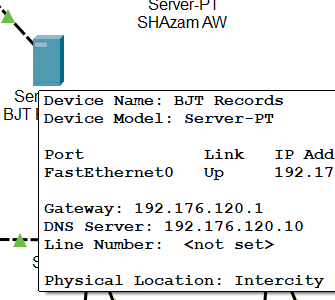 Server-PT
SHAzam AW
Device Name: BJT Records
Device Model: Server-PT
Port Link IP Add
FastEthernet0 Up 192.17
Gateway: 192.176.120.1
DNS Server: 192.176.120.10
Line Number: <not set>
Physical Location: Intercity
BJT